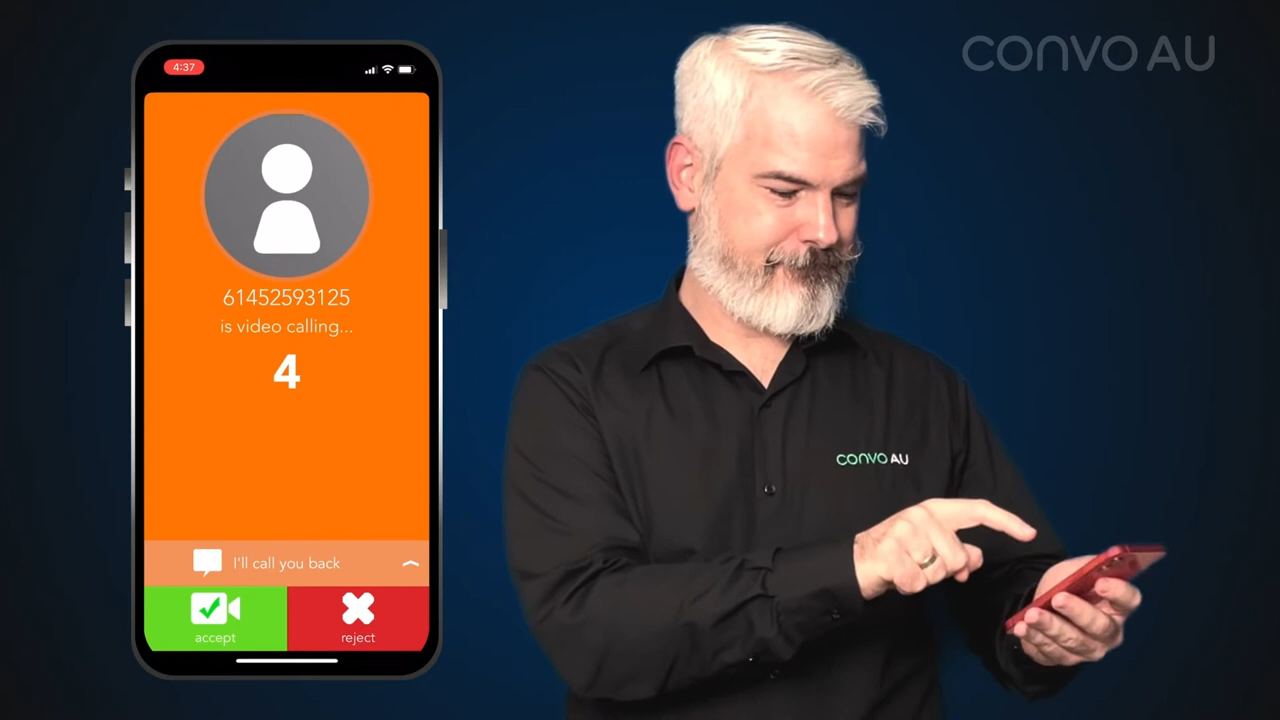 4:37
61452593125
is video calling...
4
I'll call you back
accept
reject
CONVO AU
CONVO AU